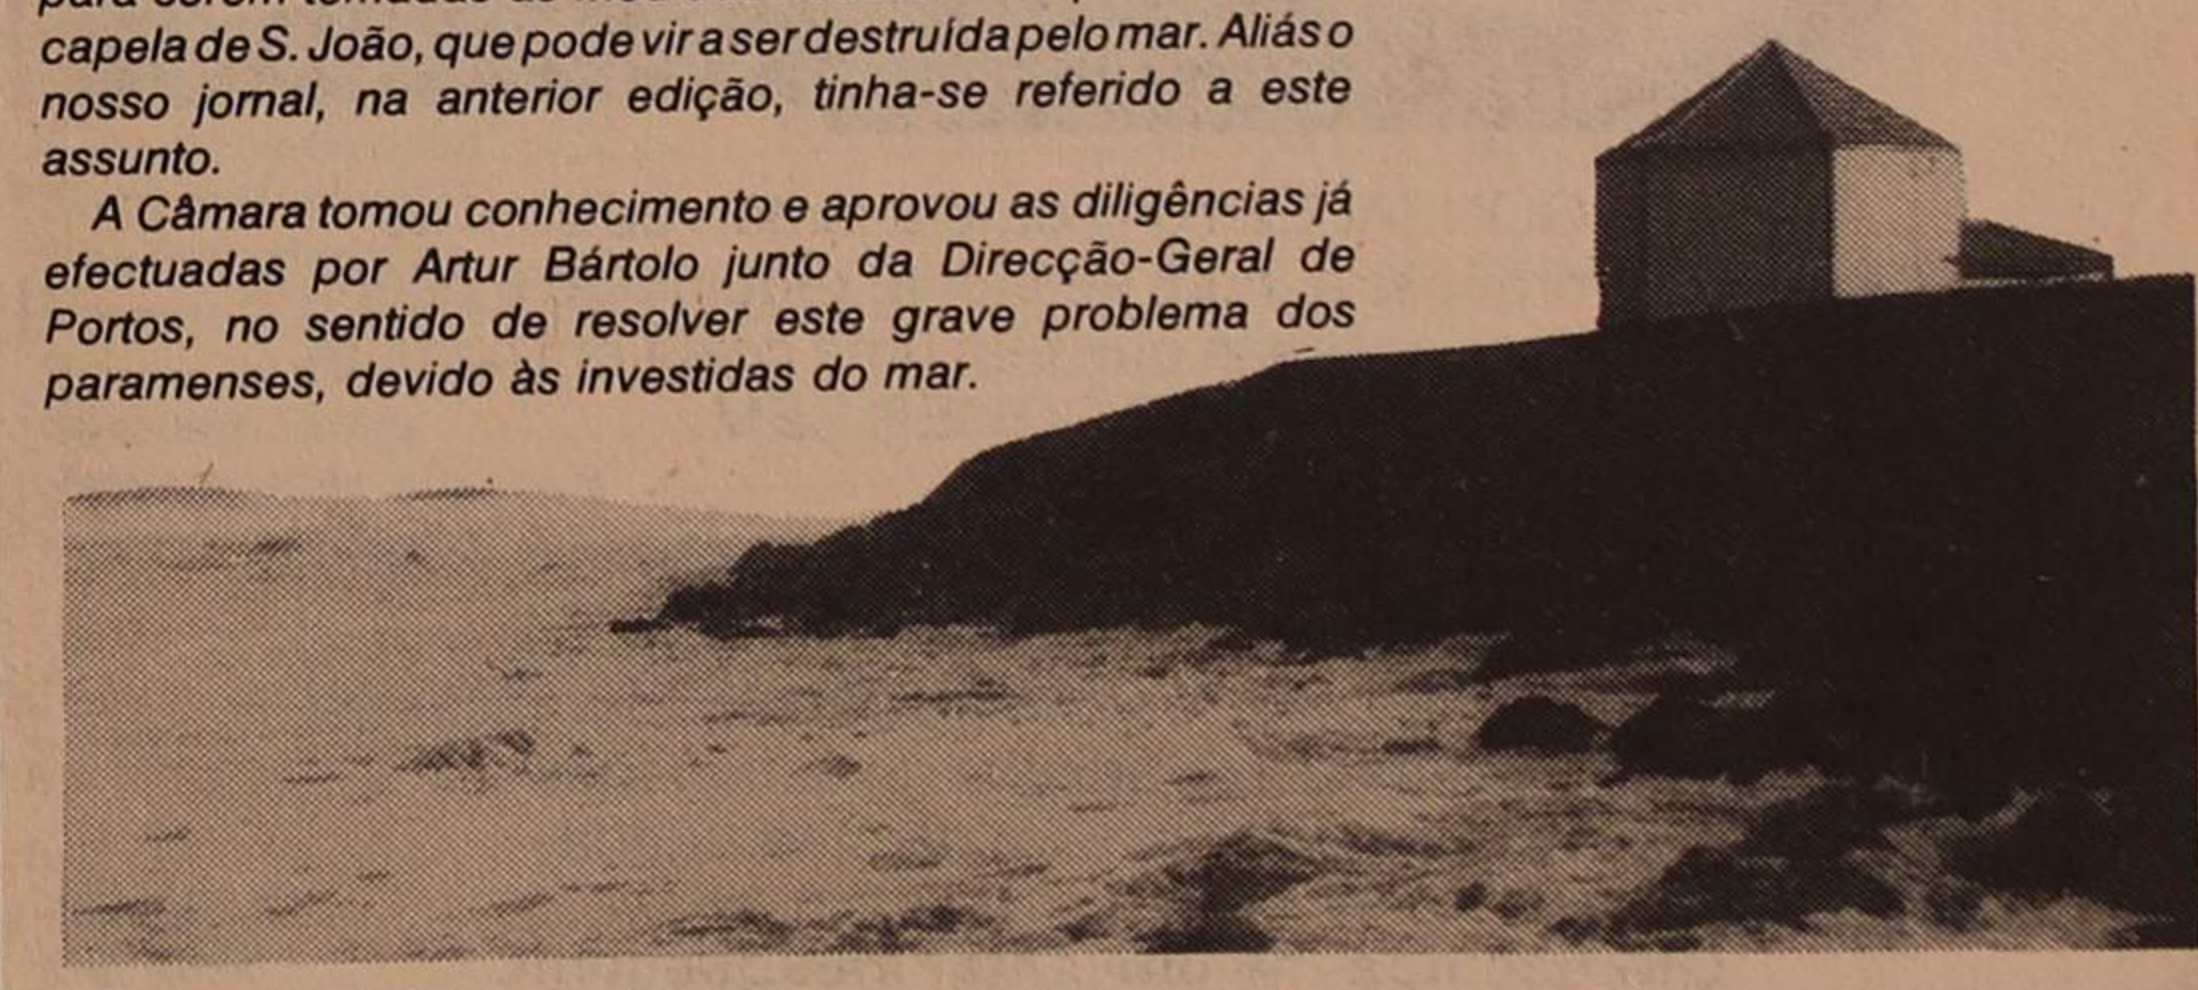 capela de S. João, que pode vir a ser destruída pelo mar. Aliás o
nosso jornal, na anterior edição, tinha-se referido a este
assunto.
A Câmara tomou conhecimento e aprovou as diligências já
efectuadas por Artur Bártolo junto da Direcção-Geral de
Portos, no sentido de resolver este grave problema dos
paramenses, devido às investidas do mar.